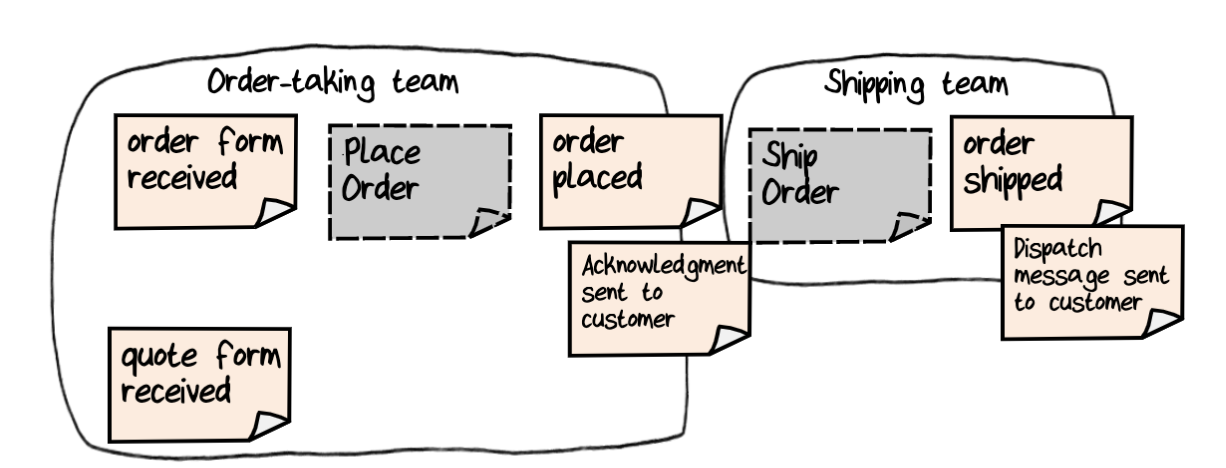 Order-taking team
order form
received
Place
Order
order
placed
Acknowledgment
sent to
customer
quote form
received
Shipping team
Ship
Order
order
shipped
Dispatch
message sent
to customer